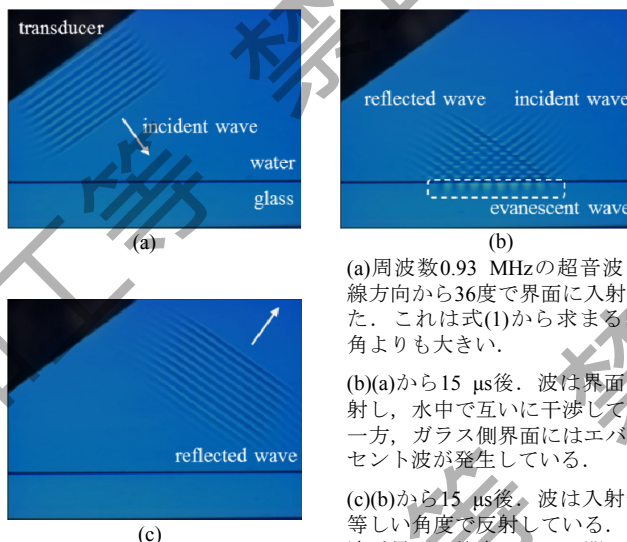 transducer
incident wave
water
glass
(a)
reflected wave incident wave
evanescent wave
(b)
(a)周波数0.93 MHzの超音波
線方向から36度で界面に入射
た．これは式(1)から求まる
角よりも大きい．
(b)(a)から15 μs後．波は界面
射し，水中で互いに干渉して
一方，ガラス側界面にはエバ
セント波が発生している．
(c)(b)から15 μs後．波は入射
等しい角度で反射している．
reflected wave
(c)
禁
工等
禁